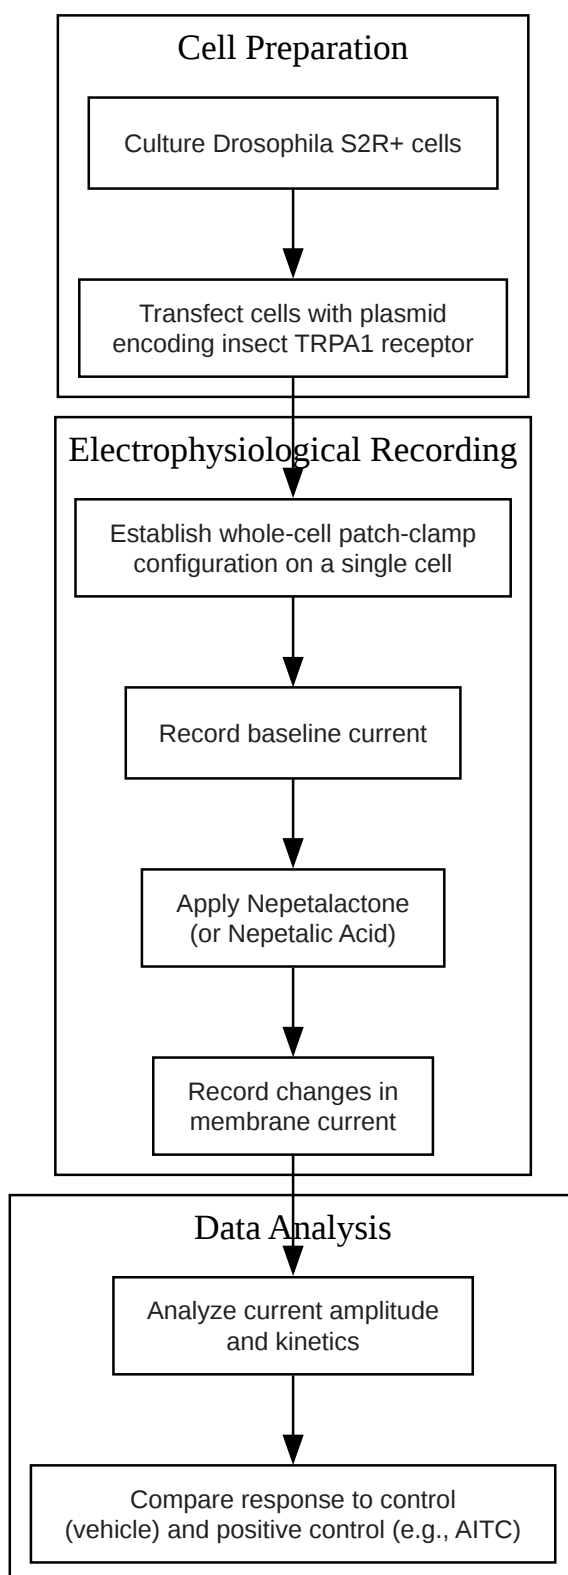 Cell Preparation
Culture Drosophila S2R+ cells
Transfect cells with plasmid
encoding insect TRPA1 receptor
Electrophysiological Recording
Establish whole-cell patch-clamp
configuration on a single cell
Record baseline current
Apply Nepetalactone
(or Nepetalic Acid)
Record changes in
membrane current
Data Analysis
Analyze current amplitude
and kinetics
Compare response to control
(vehicle) and positive control (e.g., AITC)